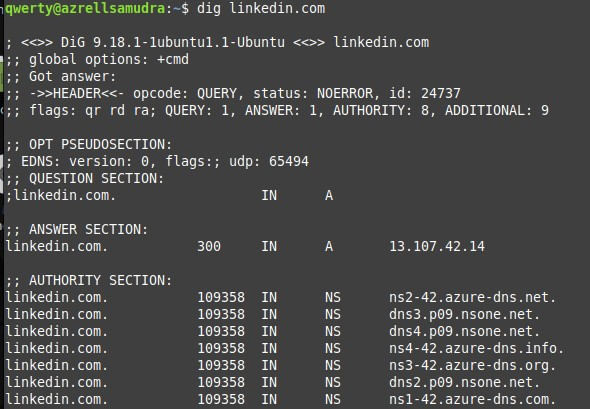 qwerty@azrellsamudra:~$ dig linkedin.com
; <<>> DiG 9.18.1-1ubuntu1.1-Ubuntu <<>> linkedin.com
;; global options: +cmd
;; Got answer:
;; ->>HEADER<<- opcode: QUERY, status: NOERROR, id: 24737
;; flags: qr rd ra; QUERY: 1, ANSWER: 1, AUTHORITY: 8, ADDITIONAL: 9
;; OPT PSEUDOSECTION:
; EDNS: version: 0, flags:; udp: 65494
;; QUESTION SECTION:
;linkedin.com. IN A
;; ANSWER SECTION:
linkedin.com. 300 IN A 13.107.42.14
;; AUTHORITY SECTION:
linkedin.com. 109358 IN NS ns2-42.azure-dns.net.
linkedin.com. 109358 IN NS dns3.p09.nsone.net.
linkedin.com. 109358 IN NS dns4.p09.nsone.net.
linkedin.com. 109358 IN NS ns4-42.azure-dns.info.
linkedin.com. 109358 IN NS ns3-42.azure-dns.org.
linkedin.com. 109358 IN NS dns2.p09.nsone.net.
linkedin.com. 109358 IN NS ns1-42.azure-dns.com.